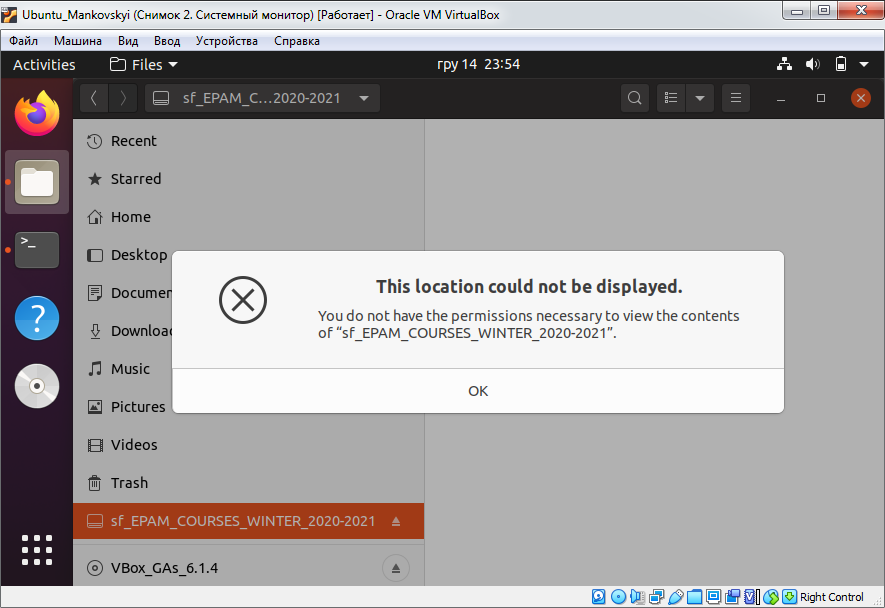 Ubuntu_Mankovskyi (Снимок 2. Системный монитор) [Работает] - Oracle VM VirtualBox
Файл Машина Вид Ввод Устройства Справка
Activities Files гру 14 23:54
sf_EPAM_C...2020-2021
Recent
Starred
Home
Desktop
Documen
Downloa
Music
Pictures
Videos
Trash
sf_EPAM_COURSES_WINTER_2020-2021
VBox_GAs_6.1.4
This location could not be displayed.
You do not have the permissions necessary to view the contents
of “sf_EPAM_COURSES_WINTER_2020-2021”.
OK
Right Control